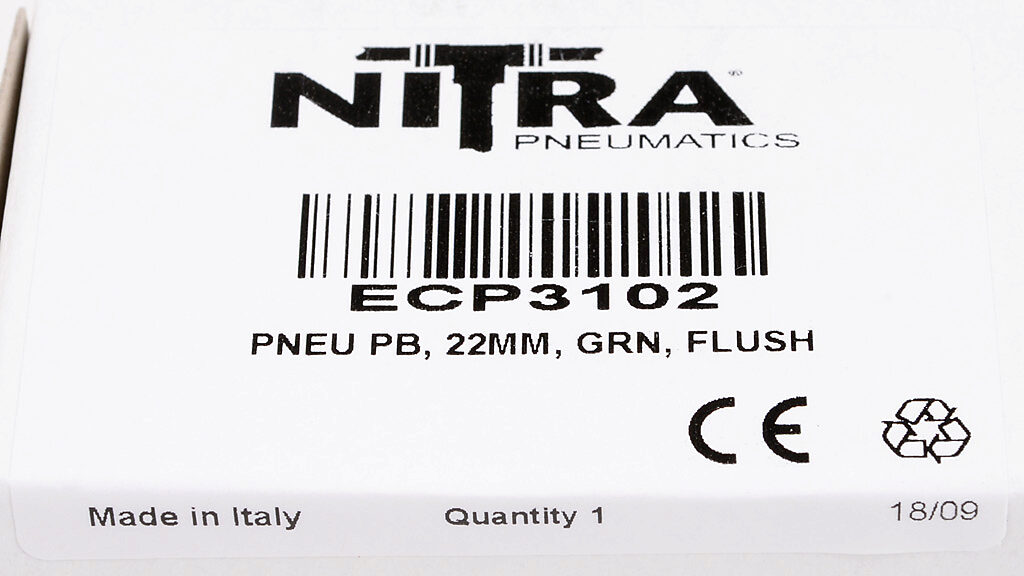 NITRA®
PNEUMATICS
ECP3102
PNEU PB, 22MM, GRN, FLUSH
CE
Made in Italy
Quantity 1
18/09